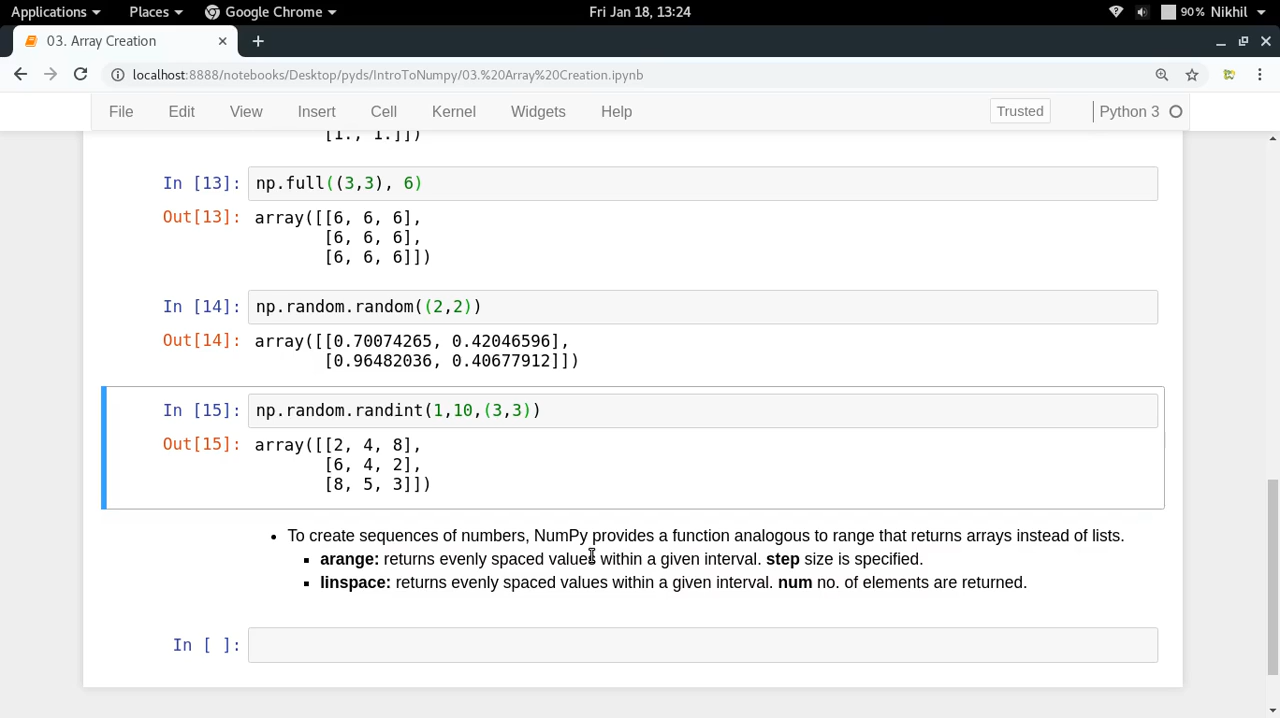 Applications Places Google Chrome Fri Jan 18, 13:24 90% Nikhil
03. Array Creation
localhost:8888/notebooks/Desktop/pyds/IntroToNumpy/03.%20Array%20Creation.ipynb
File Edit View Insert Cell Kernel Widgets Help Trusted Python 3
[1., 1.]])
In [13]: np.full((3,3), 6)
Out[13]: array([[6, 6, 6],
[6, 6, 6],
[6, 6, 6]])
In [14]: np.random.random((2,2))
Out[14]: array([[0.70074265, 0.42046596],
[0.96482036, 0.40677912]])
In [15]: np.random.randint(1,10,(3,3))
Out[15]: array([[2, 4, 8],
[6, 4, 2],
[8, 5, 3]])
• To create sequences of numbers, NumPy provides a function analogous to range that returns arrays instead of lists.
▪ arange: returns evenly spaced values within a given interval. step size is specified.
▪ linspace: returns evenly spaced values within a given interval. num no. of elements are returned.
In [ ]: